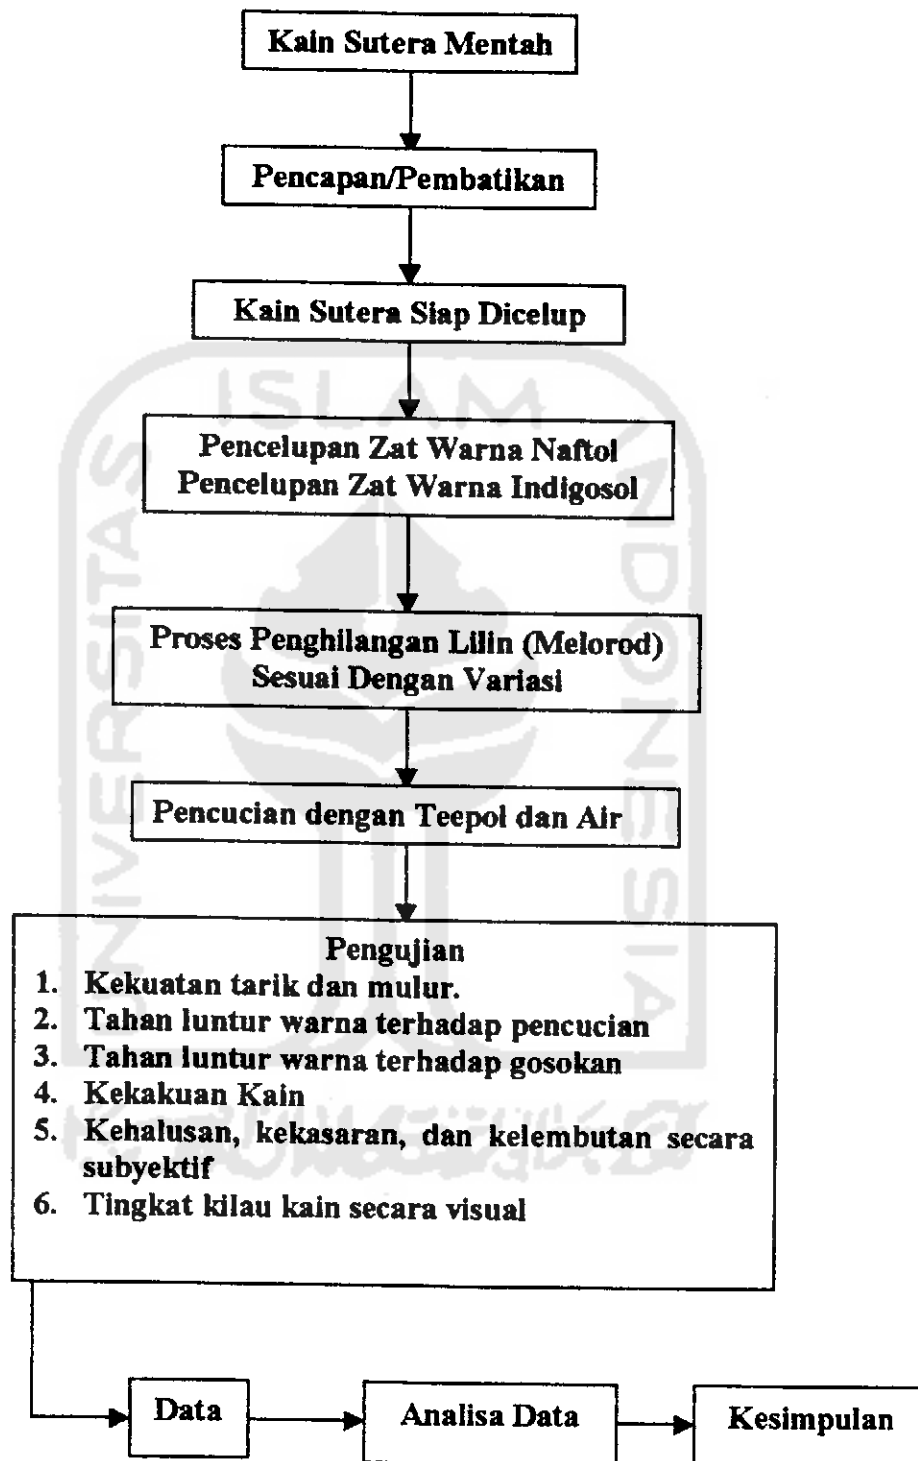 Kain Sutera Mentah
Pencapan/Pembatikan
Kain Sutera Siap Dicelup
Pencelupan Zat Warna Naftol
Pencelupan Zat Warna Indigosol
Proses Penghilangan Lilin (Melorod)
Sesuai Dengan Variasi
Pencucian dengan Teepol dan Air
Pengujian
1. Kekuatan tarik dan mulur.
2. Tahan luntur warna terhadap pencucian
3. Tahan luntur warna terhadap gosokan
4. Kekakuan Kain
5. Kehalusan, kekasaran, dan kelembutan secara
subyektif
6. Tingkat kilau kain secara visual
Data
Analisa Data
Kesimpulan
UNIVERSITAS
ISLAM
INDONESIA